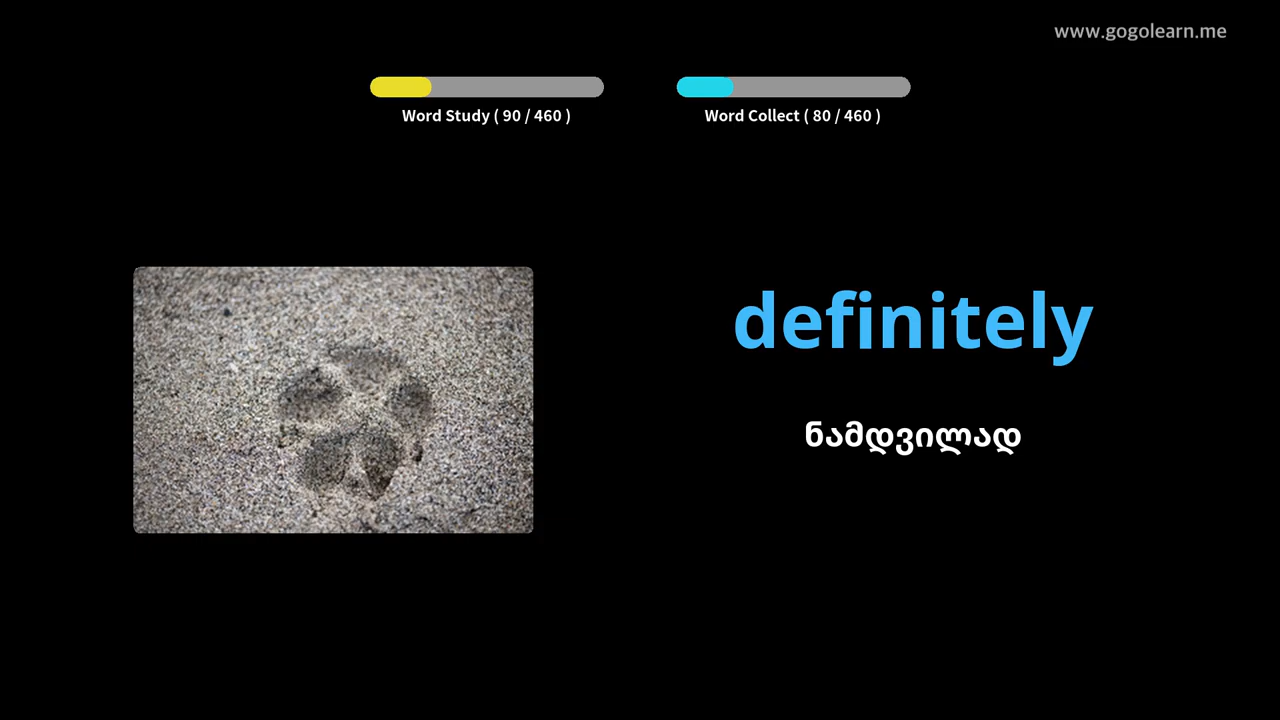 www.gogolearn.me
Word Study ( 90 / 460 )
Word Collect ( 80 / 460 )
definitely
ნამდვილად